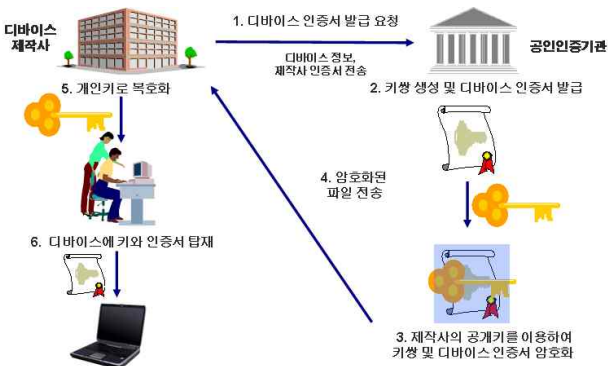 디바이스
제작사
1. 디바이스 인증서 발급 요청
디바이스 정보,
제작사 인증서 전송
공인인증기관
5. 개인키로 복호화
2. 키쌍 생성 및 디바이스 인증서 발급
4. 암호화된
파일 전송
6. 디바이스에 키와 인증서 탑재
3. 제작사의 공개키를 이용하여
키쌍 및 디바이스 인증서 암호화